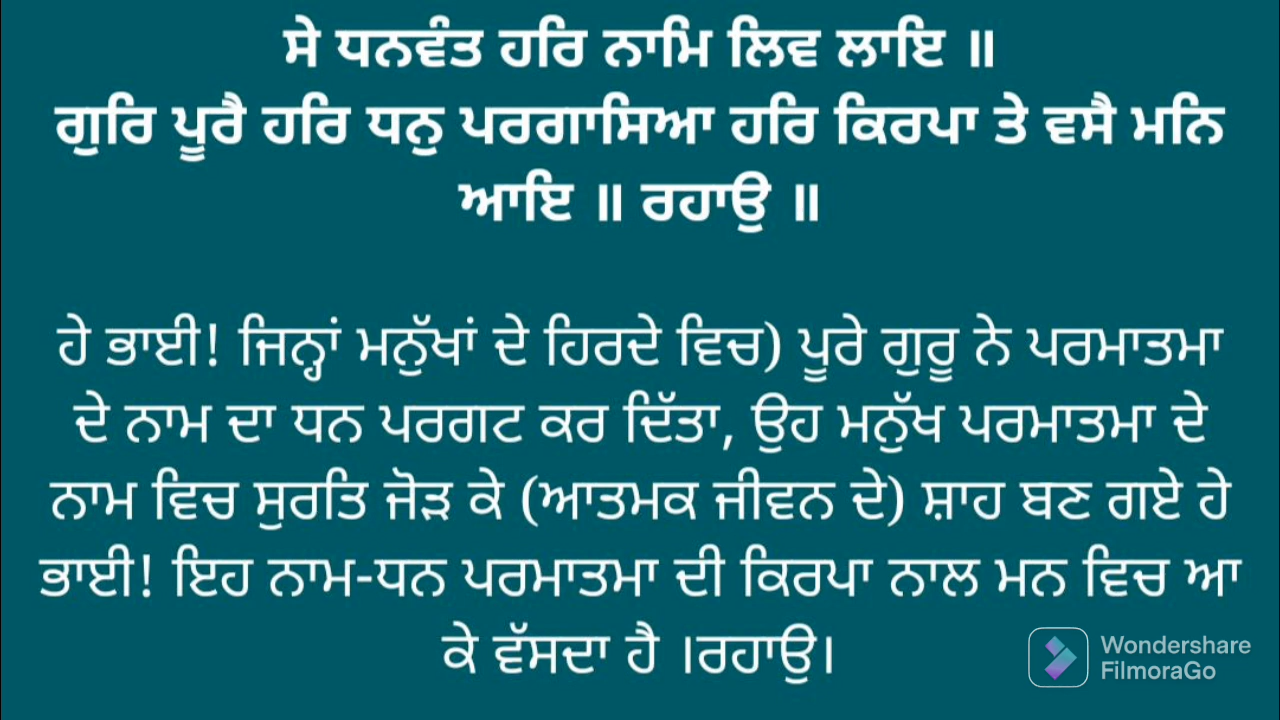 ਸੇ ਧਨਵੰਤ ਹਰਿ ਨਾਮਿ ਲਿਵ ਲਾਇ ॥
ਗੁਰਿ ਪੂਰੈ ਹਰਿ ਧਨੁ ਪਰਗਾਸਿਆ ਹਰਿ ਕਿਰਪਾ ਤੇ ਵਸੈ ਮਨਿ
ਆਇ ॥ ਰਹਾਉ ॥
ਹੇ ਭਾਈ! ਜਿਨ੍ਹਾਂ ਮਨੁੱਖਾਂ ਦੇ ਹਿਰਦੇ ਵਿਚ) ਪੂਰੇ ਗੁਰੂ ਨੇ ਪਰਮਾਤਮਾ
ਦੇ ਨਾਮ ਦਾ ਧਨ ਪਰਗਟ ਕਰ ਦਿੱਤਾ, ਉਹ ਮਨੁੱਖ ਪਰਮਾਤਮਾ ਦੇ
ਨਾਮ ਵਿਚ ਸੁਰਤਿ ਜੋੜ ਕੇ (ਆਤਮਕ ਜੀਵਨ ਦੇ) ਸ਼ਾਹ ਬਣ ਗਏ ਹੇ
ਭਾਈ! ਇਹ ਨਾਮ-ਧਨ ਪਰਮਾਤਮਾ ਦੀ ਕਿਰਪਾ ਨਾਲ ਮਨ ਵਿਚ ਆ
ਕੇ ਵੱਸਦਾ ਹੈ ।ਰਹਾਉ।
Wondershare
FilmoraGo